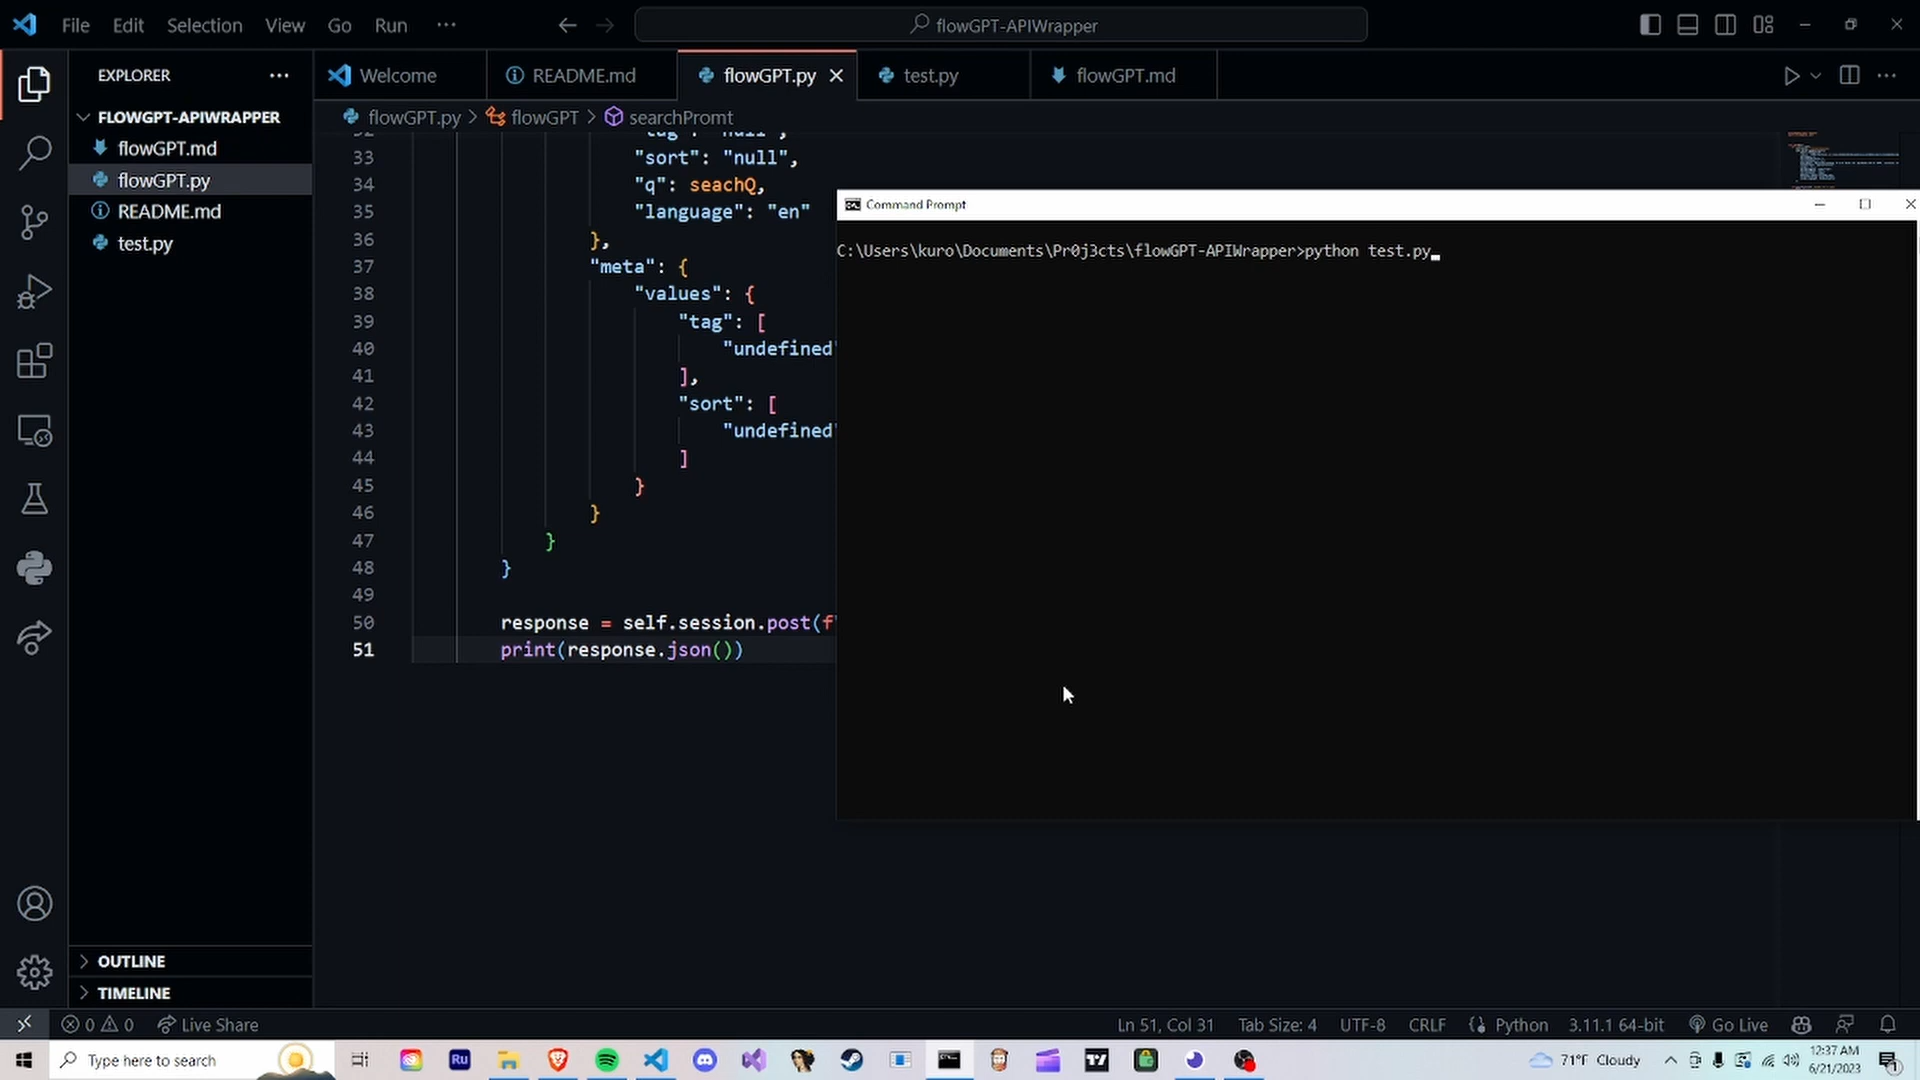 File Edit Selection View Go Run ···
flowGPT-APIWrapper
EXPLORER ···
FLOWGPT-APIWRAPPER
flowGPT.md
flowGPT.py
README.md
test.py
OUTLINE
TIMELINE
Welcome README.md flowGPT.py test.py flowGPT.md
flowGPT.py > flowGPT > searchPromt
33 "sort": "null",
34 "q": seachQ,
35 "language": "en"
36 },
37 "meta": {
38 "values": {
39 "tag": [
40 "undefined"
41 ],
42 "sort": [
43 "undefined"
44 ]
45 }
46 }
47 }
48 }
49
50 response = self.session.post(f"
51 print(response.json())
Command Prompt
C:\Users\kuro\Documents\Pr0j3cts\flowGPT-APIWrapper>python test.py
0 0 Live Share Ln 51, Col 31 Tab Size: 4 UTF-8 CRLF Python 3.11.1 64-bit Go Live
Type here to search Ru 71°F Cloudy 12:37 AM
6/21/2023